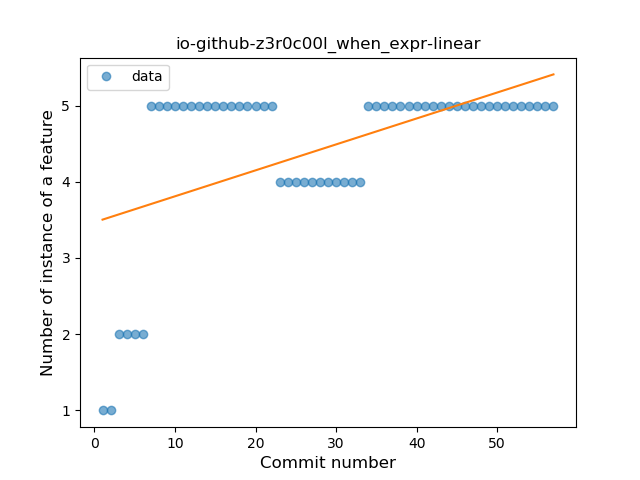 io-github-z3r0c00l_when_expr-linear
data
Number of instance of a feature
5
4
3
2
1
0
10
20
30
40
50
Commit number